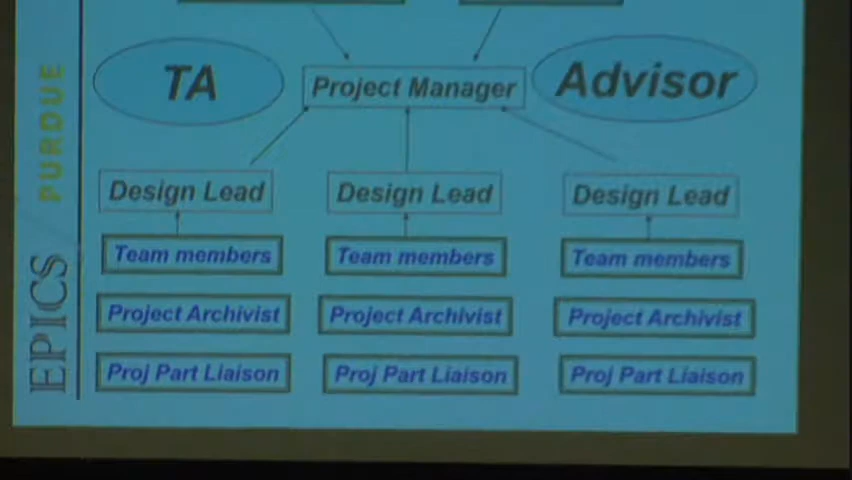 TA
Project Manager
Advisor
Design Lead
Design Lead
Design Lead
Team members
Team members
Team members
Project Archivist
Project Archivist
Project Archivist
Proj Part Liaison
Proj Part Liaison
Proj Part Liaison
EPICS
PURDUE